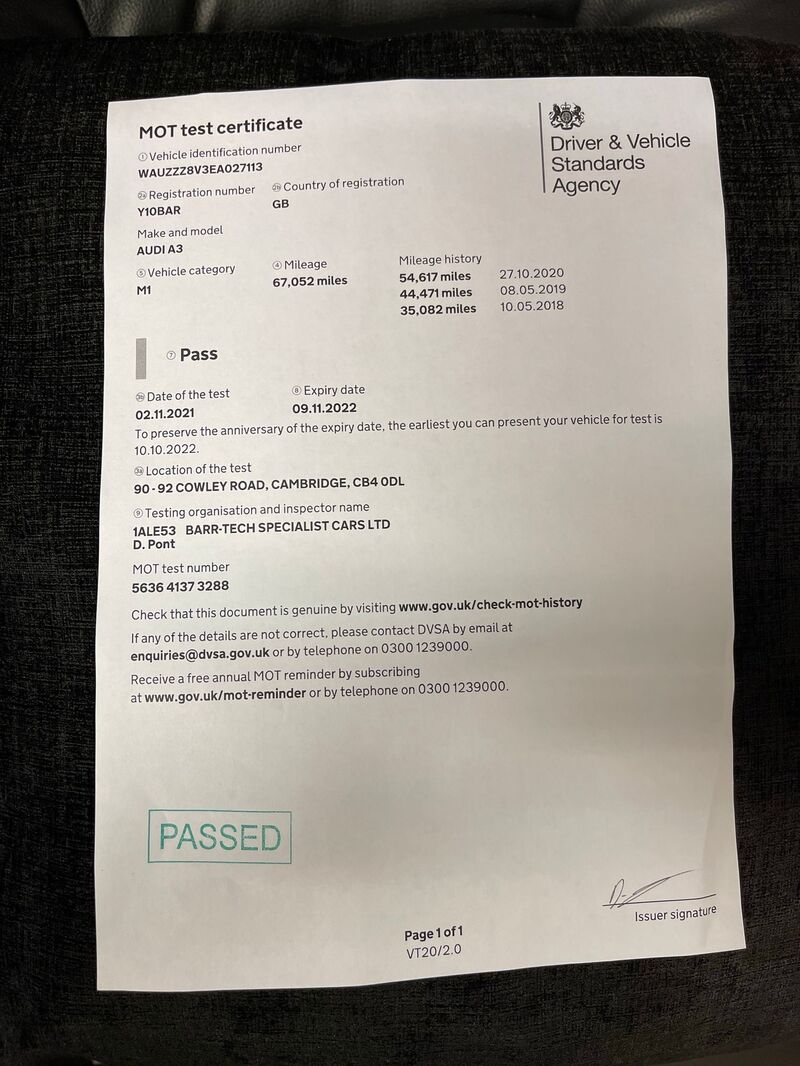 MOT test certificate
Driver & Vehicle
Standards
Agency
① Vehicle identification number
WAUZZZ8V3EA027113
Registration number
Country of registration
Y10BAR
GB
Make and model
AUDI A3
⑤ Vehicle category
④ Mileage
Mileage history
M1
67,052 miles
54,617 miles 27.10.2020
44,471 miles 08.05.2019
35,082 miles 10.05.2018
⑦ Pass
Date of the test
⑧ Expiry date
02.11.2021
09.11.2022
To preserve the anniversary of the expiry date, the earliest you can present your vehicle for test is
10.10.2022.
Location of the test
90-92 COWLEY ROAD, CAMBRIDGE, CB4 0DL
⑨ Testing organisation and inspector name
1ALE53 BARR-TECH SPECIALIST CARS LTD
D. Pont
MOT test number
5636 4137 3288
Check that this document is genuine by visiting www.gov.uk/check-mot-history
If any of the details are not correct, please contact DVSA by email at
enquiries@dvsa.gov.uk or by telephone on 0300 1239000.
Receive a free annual MOT reminder by subscribing
at www.gov.uk/mot-reminder or by telephone on 0300 1239000.
PASSED
Issuer signature
Page 1 of 1
VT20/2.0